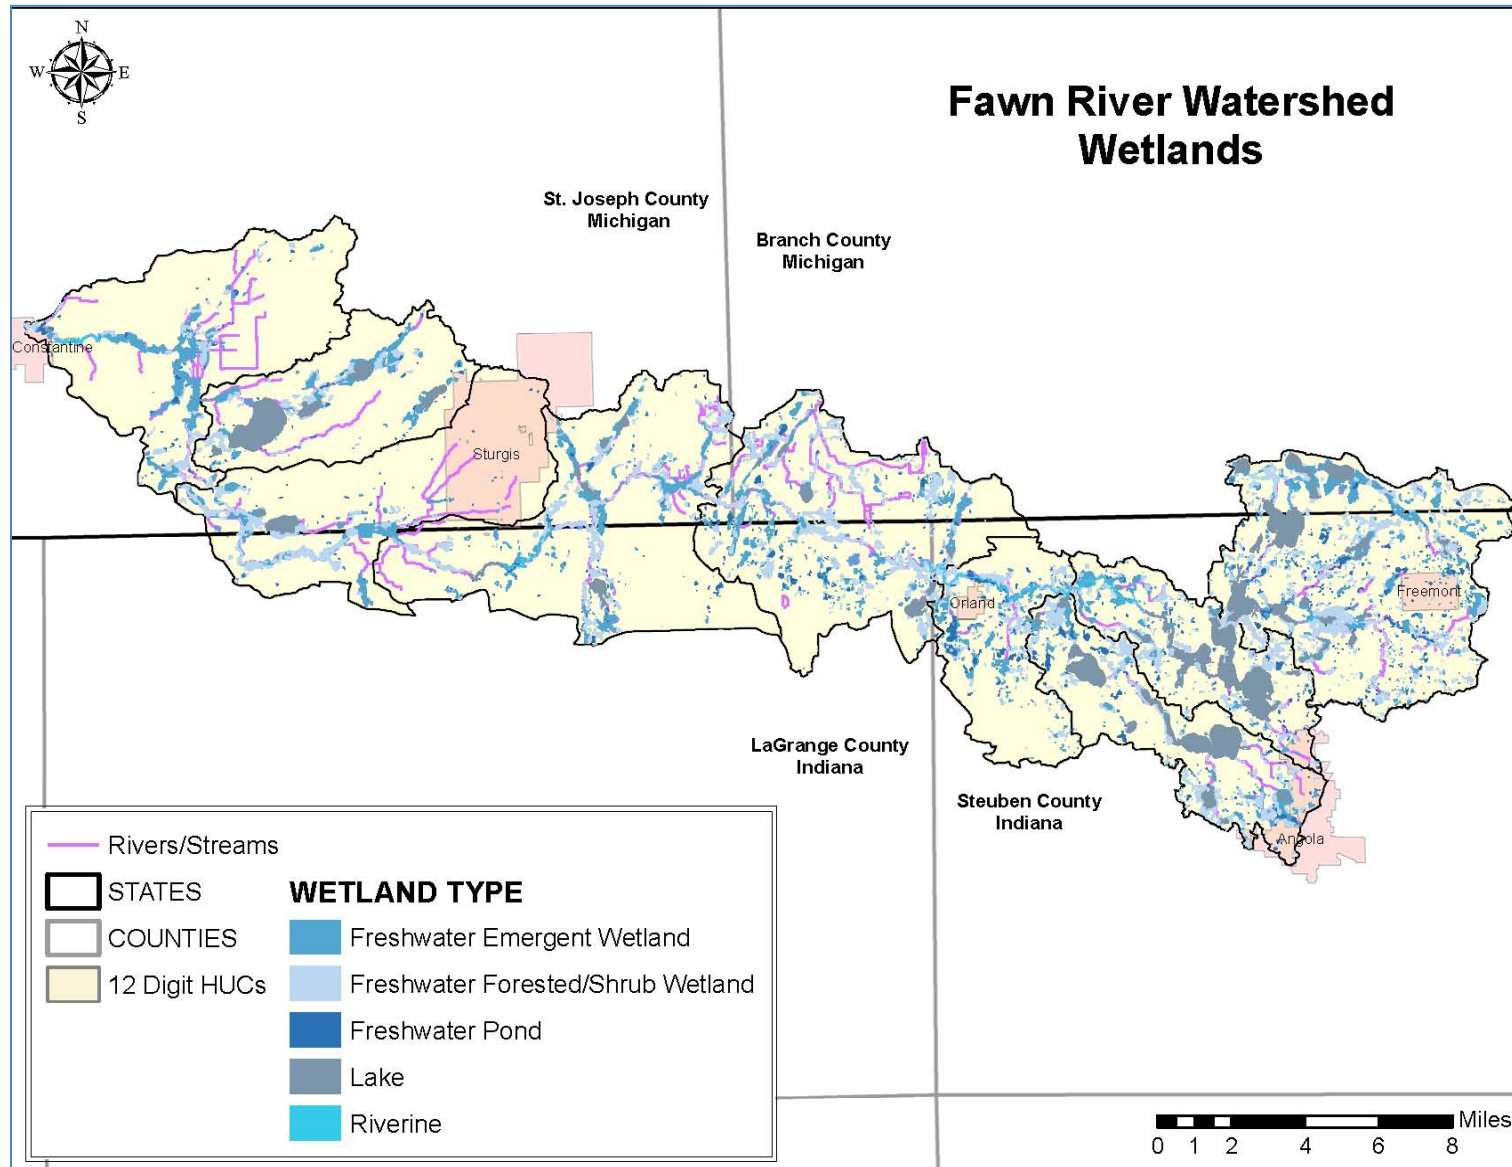 N
W E
S
Fawn River Watershed
Wetlands
St. Joseph County
Michigan
Branch County
Michigan
Constantine
Sturgis
Orland
Freemont
LaGrange County
Indiana
Steuben County
Indiana
Angola
Rivers/Streams
STATES
COUNTIES
12 Digit HUCs
WETLAND TYPE
Freshwater Emergent Wetland
Freshwater Forested/Shrub Wetland
Freshwater Pond
Lake
Riverine
Miles
0 1 2 4 6 8